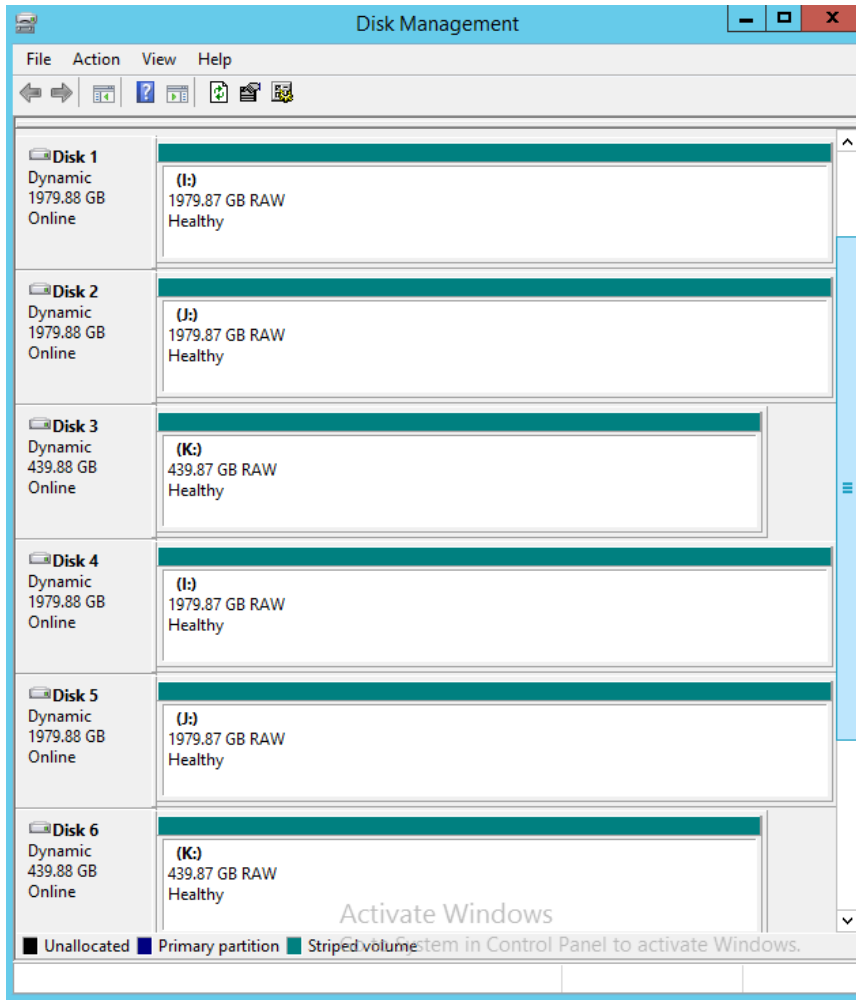 Disk Management
File Action View Help
Disk 1
Dynamic
1979.88 GB
Online
(I:)
1979.87 GB RAW
Healthy
Disk 2
Dynamic
1979.88 GB
Online
(J:)
1979.87 GB RAW
Healthy
Disk 3
Dynamic
439.88 GB
Online
(K:)
439.87 GB RAW
Healthy
Disk 4
Dynamic
1979.88 GB
Online
(I:)
1979.87 GB RAW
Healthy
Disk 5
Dynamic
1979.88 GB
Online
(J:)
1979.87 GB RAW
Healthy
Disk 6
Dynamic
439.88 GB
Online
(K:)
439.87 GB RAW
Healthy
Activate Windows
Go to System in Control Panel to activate Windows.
Unallocated Primary partition Striped volume